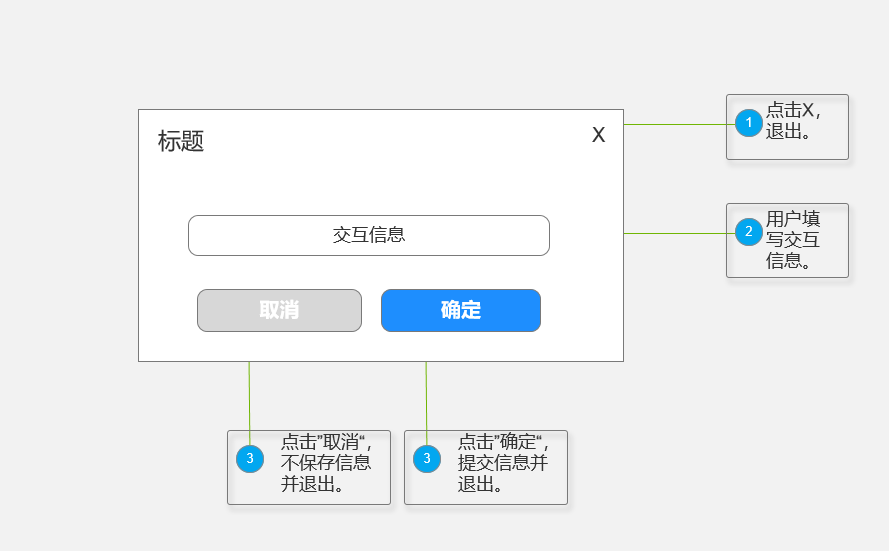 标题
X
交互信息
取消
确定
1
点击X，
退出。
2
用户填
写交互
信息。
3
点击”取消“，
不保存信息
并退出。
3
点击”确定“，
提交信息并
退出。